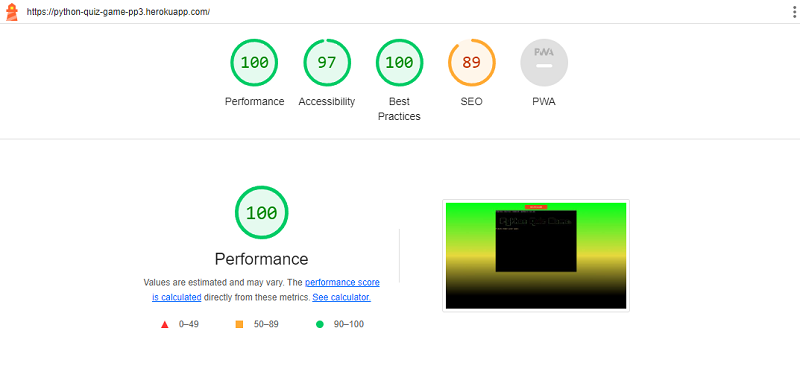 https://python-quiz-game-pp3.herokuapp.com/
100 97 100 89 PWA
Performance Accessibility Best Practices SEO PWA
100
Performance
Values are estimated and may vary. The performance score
is calculated directly from these metrics. See calculator.
0–49 50–89 90–100